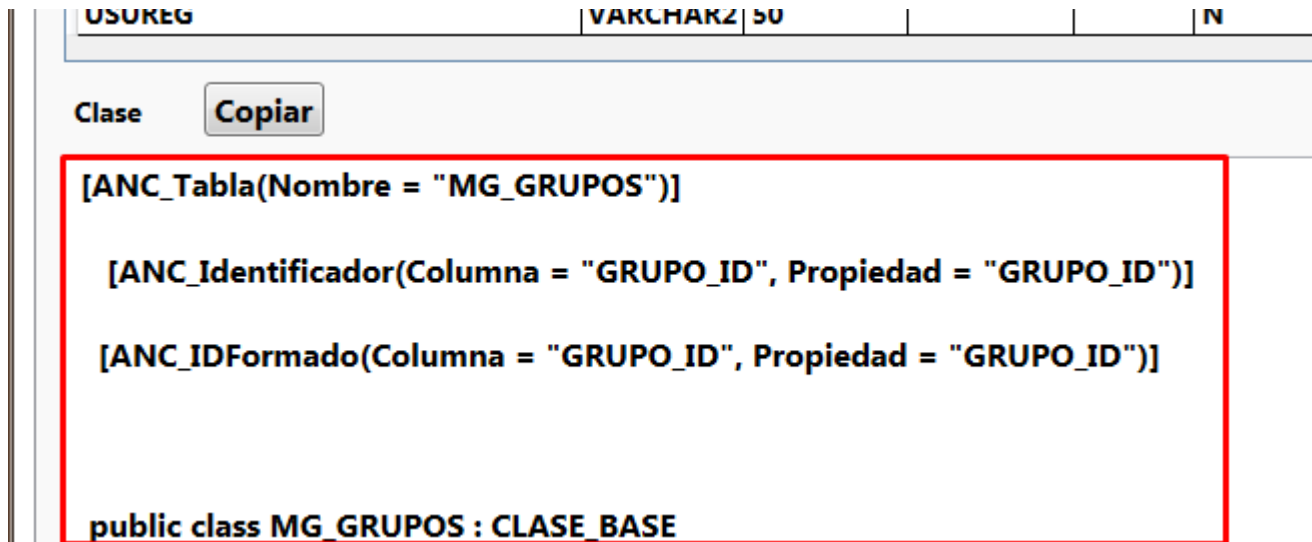 USUREG VARCHAR2 50 N
Clase Copiar
[ANC_Tabla(Nombre = "MG_GRUPOS")]
[ANC_Identificador(Columna = "GRUPO_ID", Propiedad = "GRUPO_ID")]
[ANC_IDFormado(Columna = "GRUPO_ID", Propiedad = "GRUPO_ID")]
public class MG_GRUPOS : CLASE_BASE